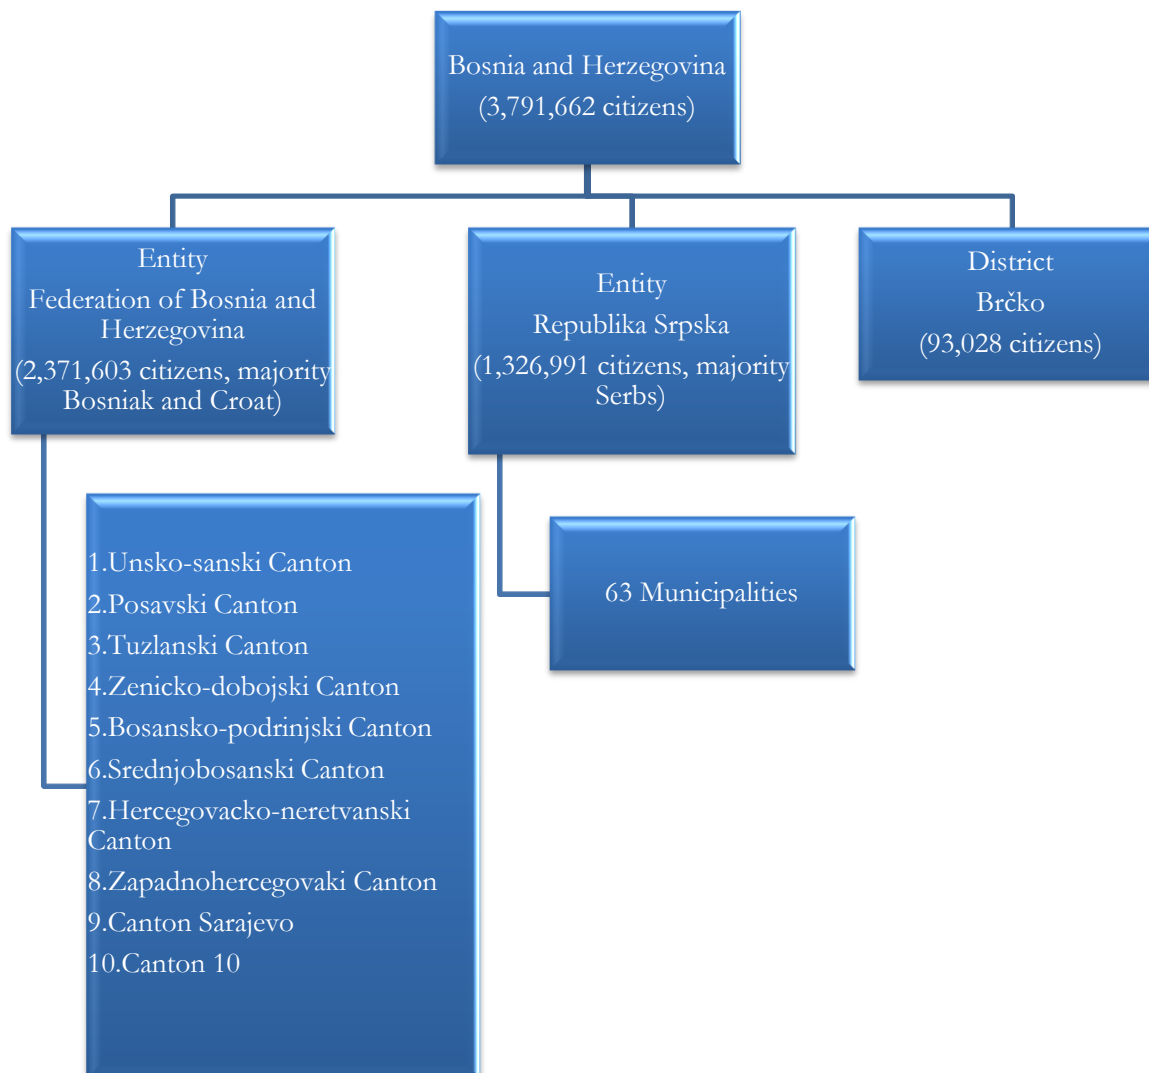 Bosnia and Herzegovina
(3,791,662 citizens)
Entity
Federation of Bosnia and
Herzegovina
(2,371,603 citizens, majority
Bosniak and Croat)
Entity
Republika Srpska
(1,326,991 citizens, majority
Serbs)
District
Brčko
(93,028 citizens)
1.Unsko-sanski Canton
2.Posavski Canton
3.Tuzlanski Canton
4.Zenicko-dobojski Canton
5.Bosansko-podrinjski Canton
6.Srednjobosanski Canton
7.Hercegovacko-neretvanski
Canton
8.Zapadnohercegovaki Canton
9.Canton Sarajevo
10.Canton 10
63 Municipalities